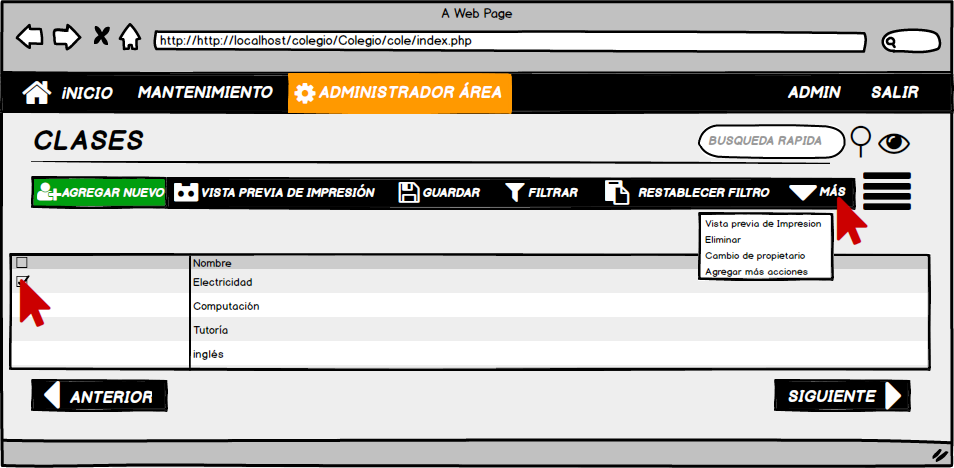 A Web Page
http://http://localhost/colegio/Colegio/cole/index.php
iNICIO MANTENIMIENTO ADMINISTRADOR ÁREA ADMIN SALIR
CLASES BUSQUEDA RAPIDA
AGREGAR NUEVO VISTA PREVIA DE IMPRESIÓN GUARDAR FILTRAR RESTABLECER FILTRO MÁS
Vista previa de Impresion
Eliminar
Cambio de propietario
Agregar más acciones
Nombre
Electricidad
Computación
Tutoría
inglés
ANTERIOR SIGUIENTE